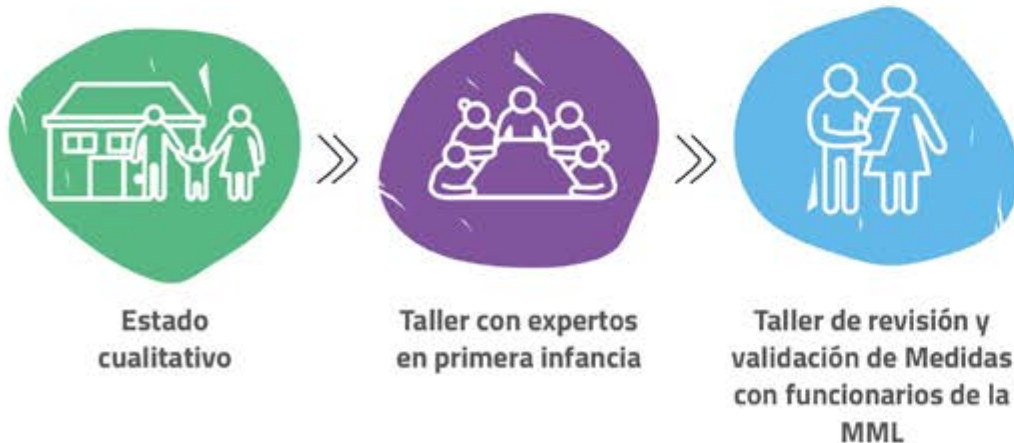 Estado
cualitativo
Taller con expertos
en primera infancia
Taller de revisión y
validación de Medidas
con funcionarios de la
MML